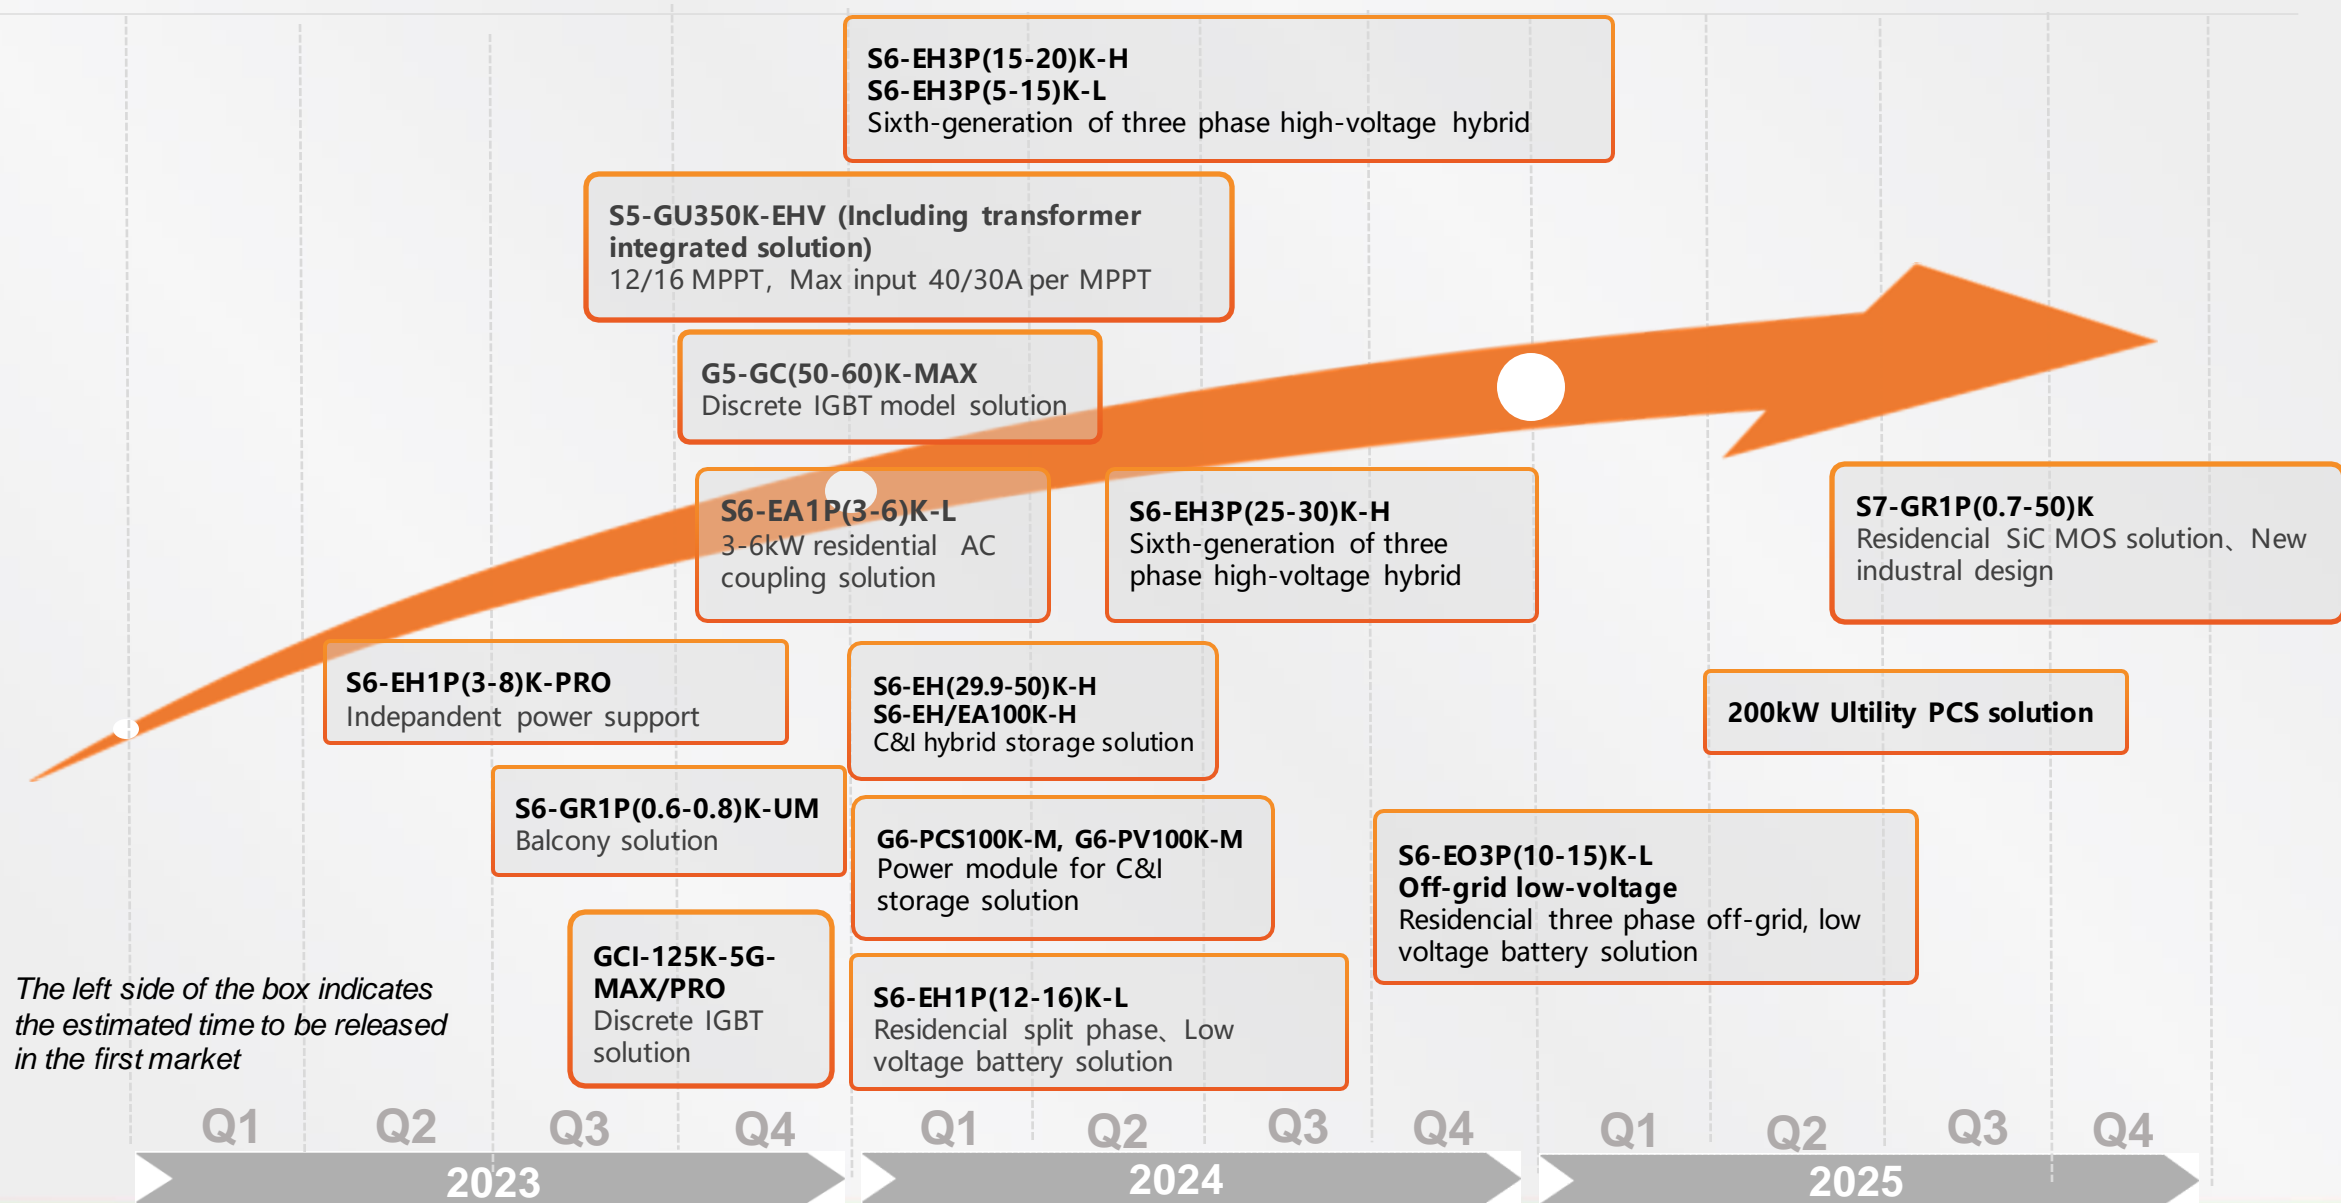 S6-EH3P(15-20)K-H
S6-EH3P(5-15)K-L
Sixth-generation of three phase high-voltage hybrid
S5-GU350K-EHV (Including transformer
integrated solution)
12/16 MPPT, Max input 40/30A per MPPT
G5-GC(50-60)K-MAX
Discrete IGBT model solution
S6-EA1P(3-6)K-L
3-6kW residential AC
coupling solution
S6-EH3P(25-30)K-H
Sixth-generation of three
phase high-voltage hybrid
S7-GR1P(0.7-50)K
Residencial SiC MOS solution、New
industral design
S6-EH1P(3-8)K-PRO
Indepandent power support
S6-EH(29.9-50)K-H
S6-EH/EA100K-H
C&I hybrid storage solution
200kW Ultility PCS solution
S6-GR1P(0.6-0.8)K-UM
Balcony solution
G6-PCS100K-M, G6-PV100K-M
Power module for C&I
storage solution
S6-EO3P(10-15)K-L
Off-grid low-voltage
Residencial three phase off-grid, low
voltage battery solution
GCI-125K-5G-
MAX/PRO
Discrete IGBT
solution
S6-EH1P(12-16)K-L
Residencial split phase、Low
voltage battery solution
The left side of the box indicates
the estimated time to be released
in the first market
Q1 Q2 Q3 Q4 Q1 Q2 Q3 Q4 Q1 Q2 Q3 Q4
2023 2024 2025